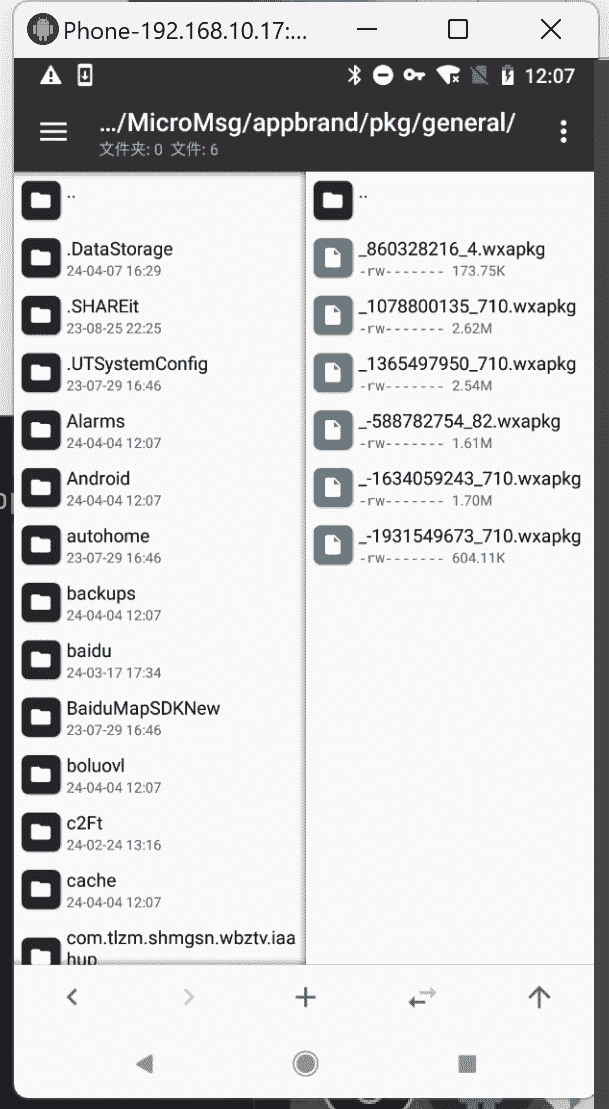 Phone-192.168.10.17:...
12:07
.../MicroMsg/appbrand/pkg/general/
文件夹: 0 文件: 6
..
.DataStorage
24-04-07 16:29
.SHAREit
23-08-25 22:25
.UTSystemConfig
23-07-29 16:46
Alarms
24-04-04 12:07
Android
24-04-04 12:07
autohome
23-07-29 16:46
backups
24-04-04 12:07
baidu
24-03-17 17:34
BaiduMapSDKNew
23-07-29 16:46
boluovl
24-04-04 12:07
c2Ft
24-02-24 13:16
cache
24-04-04 12:07
com.tlzm.shmgsn.wbztv.iaa
hup
..
_860328216_4.wxapkg
-rw------- 173.75K
_1078800135_710.wxapkg
-rw------- 2.62M
_1365497950_710.wxapkg
-rw------- 2.54M
_-588782754_82.wxapkg
-rw------- 1.61M
_-1634059243_710.wxapkg
-rw------- 1.70M
_-1931549673_710.wxapkg
-rw------- 604.11K